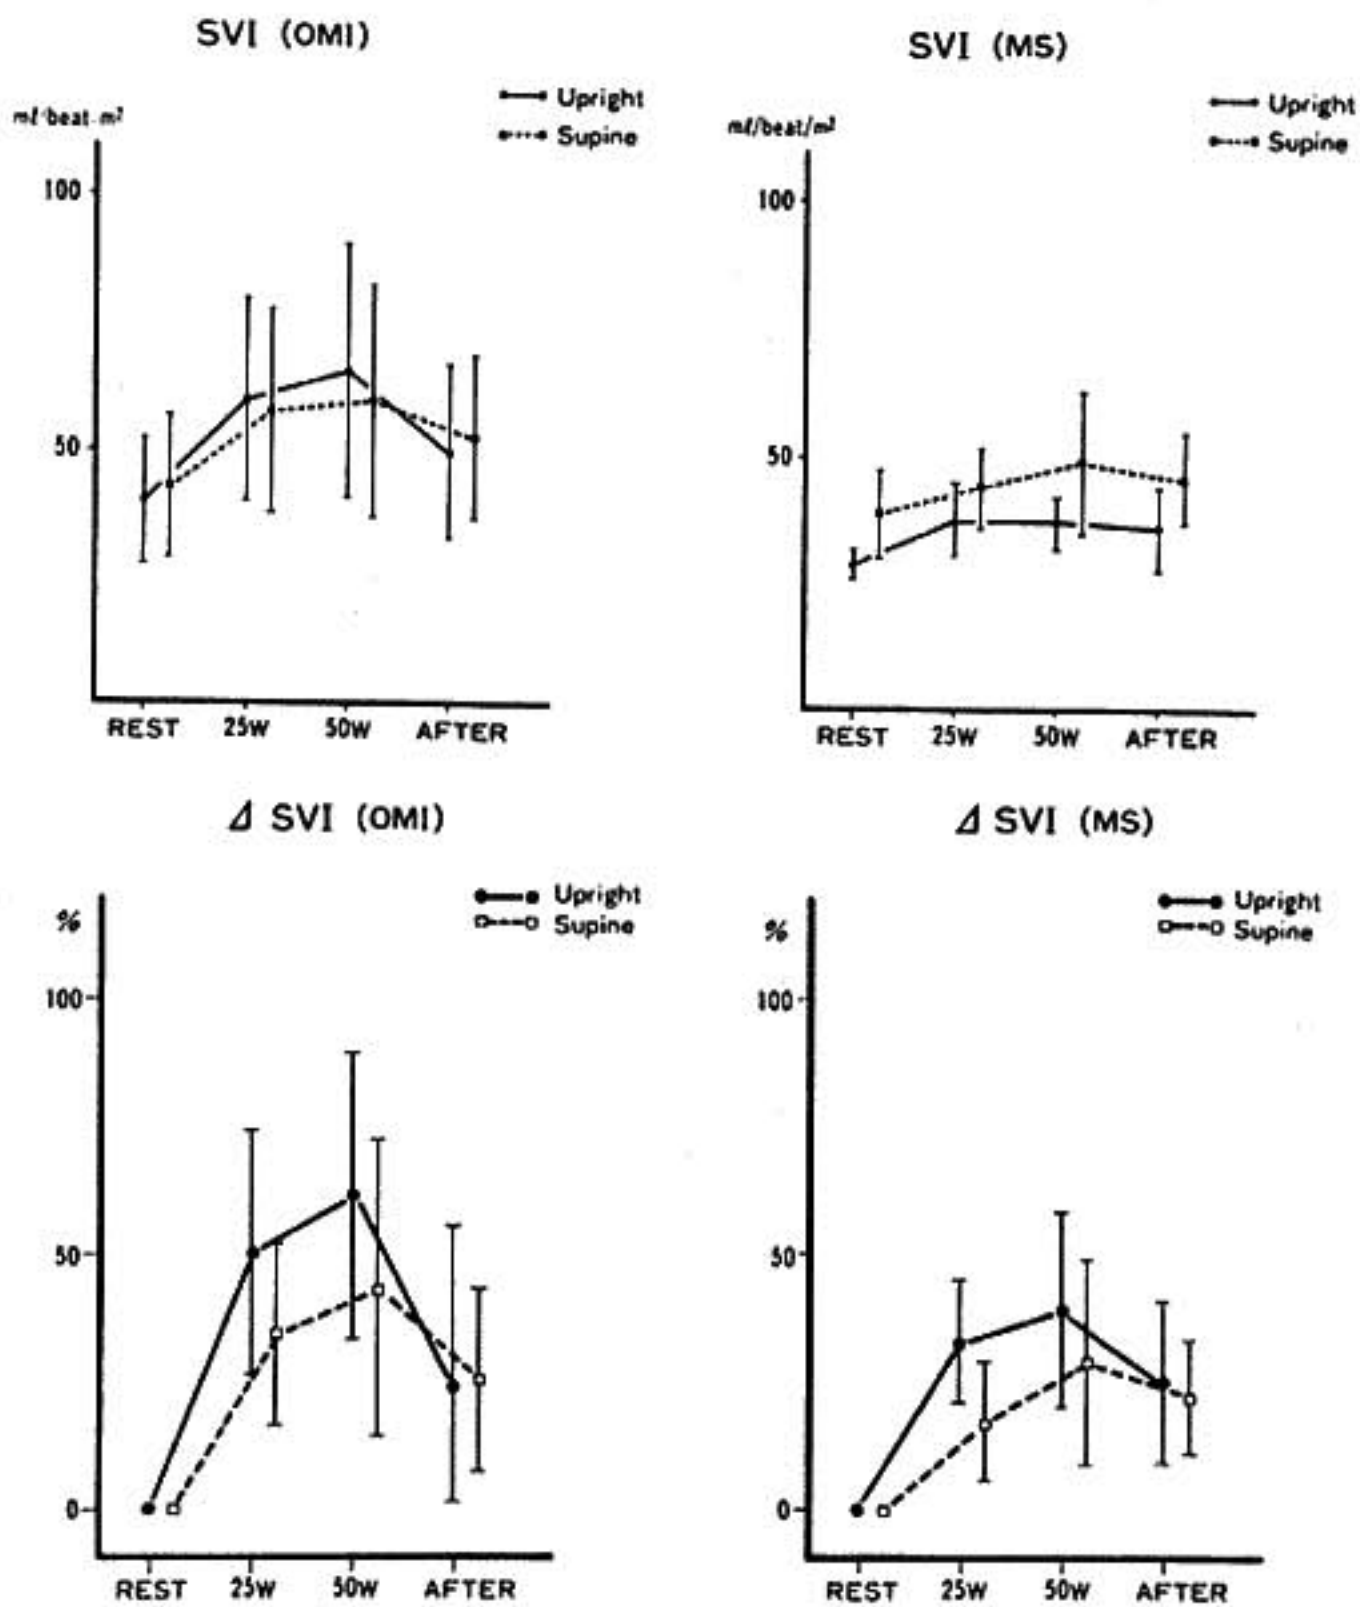 SVI (OMI)
mℓ/beat·m²
Upright
Supine
100
50
REST 25W 50W AFTER
SVI (MS)
mℓ/beat/m²
Upright
Supine
100
50
REST 25W 50W AFTER
⊿ SVI (OMI)
%
Upright
Supine
100
50
0
REST 25W 50W AFTER
⊿ SVI (MS)
%
Upright
Supine
100
50
0
REST 25W 50W AFTER